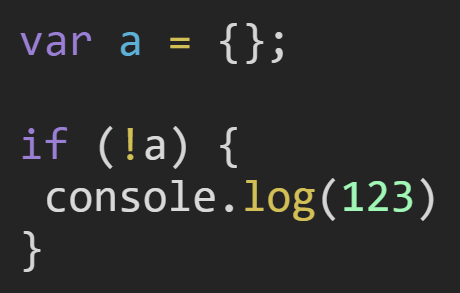 var a = {};
if (!a) {
 console.log(123)
}